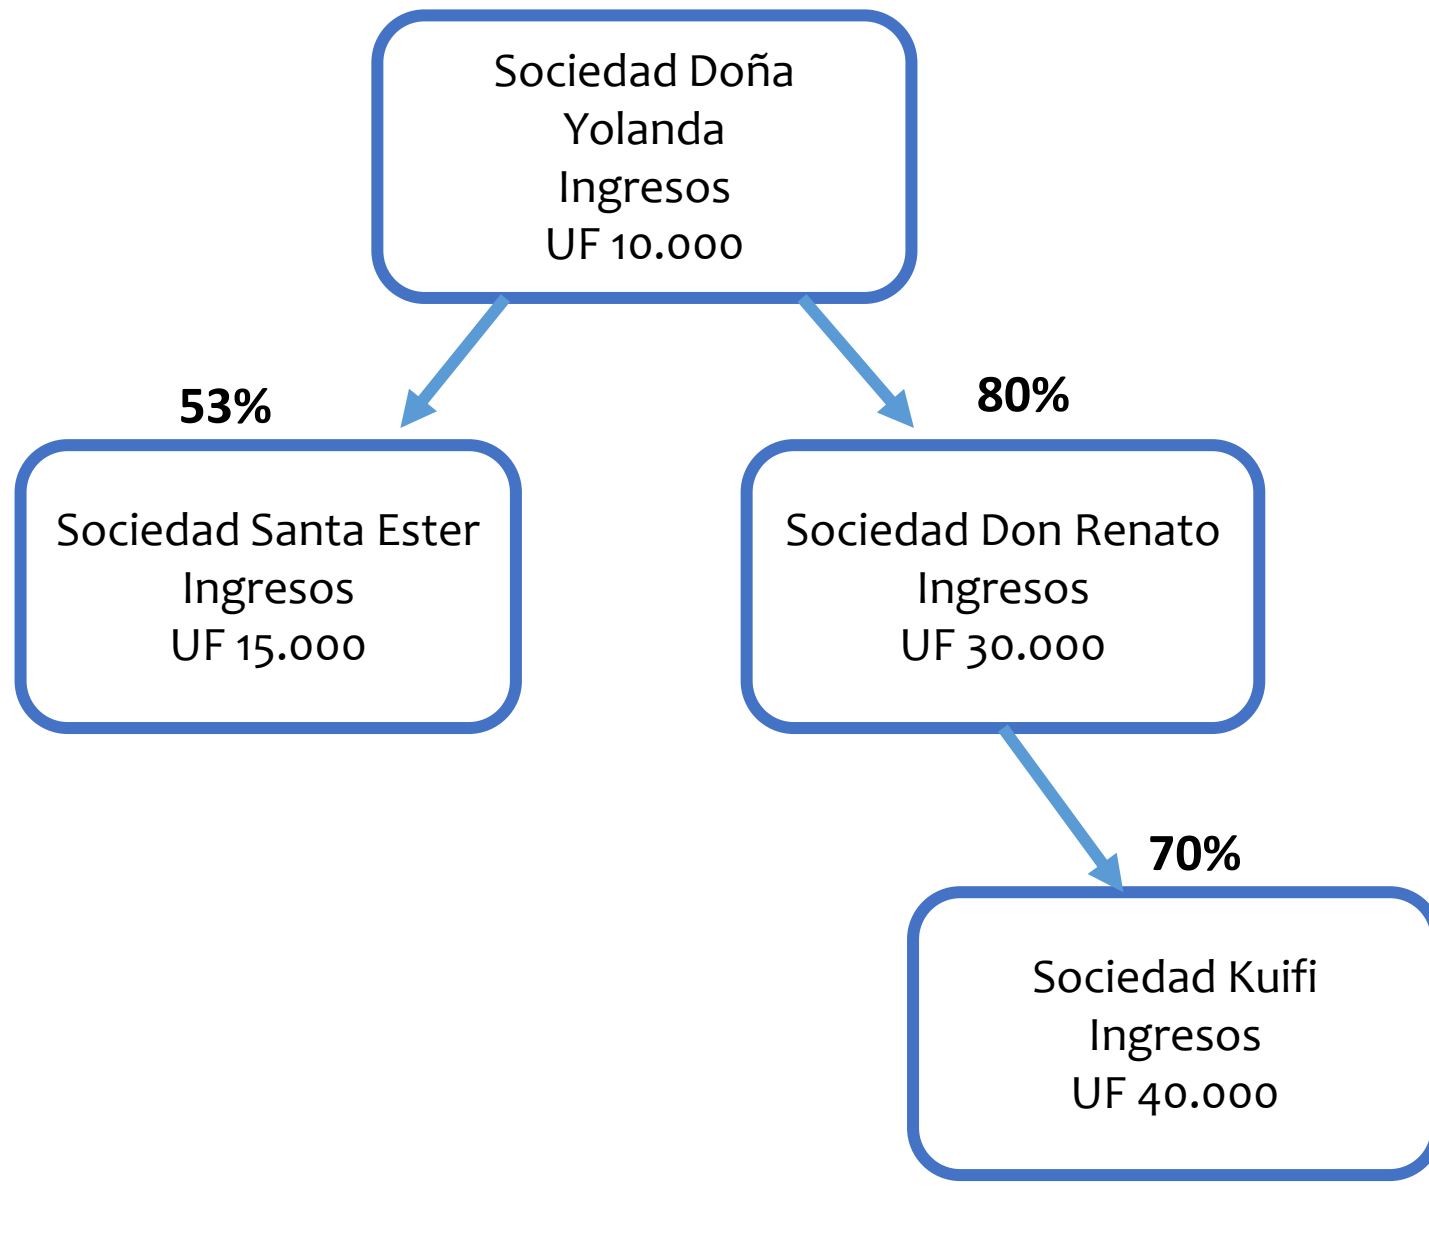 Sociedad Doña
Yolanda
Ingresos
UF 10.000
53%
80%
Sociedad Santa Ester
Ingresos
UF 15.000
Sociedad Don Renato
Ingresos
UF 30.000
70%
Sociedad Kuifi
Ingresos
UF 40.000